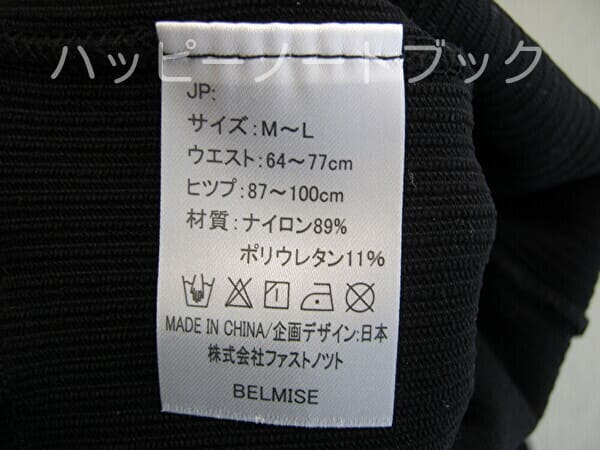 ハッピーノートブック
JP:
サイズ:M～L
ウエスト:64～77cm
ヒツプ:87～100cm
材質:ナイロン89%
ポリウレタン11%
MADE IN CHINA/企画デザイン:日本
株式会社ファストノツト
BELMISE